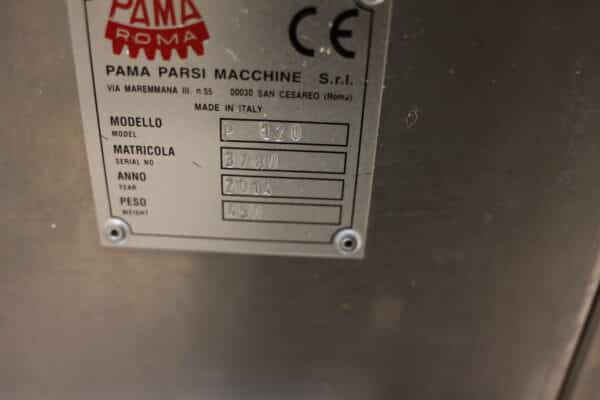 PAMA
ROMA
CE
PAMA PARSI MACCHINE S.r.l.
VIA MAREMMANA III. n.55 00030 SAN CESAREO (Roma)
MADE IN ITALY
MODELLO
MODEL
MATRICOLA
SERIAL NO
ANNO
YEAR
2014
PESO
WEIGHT